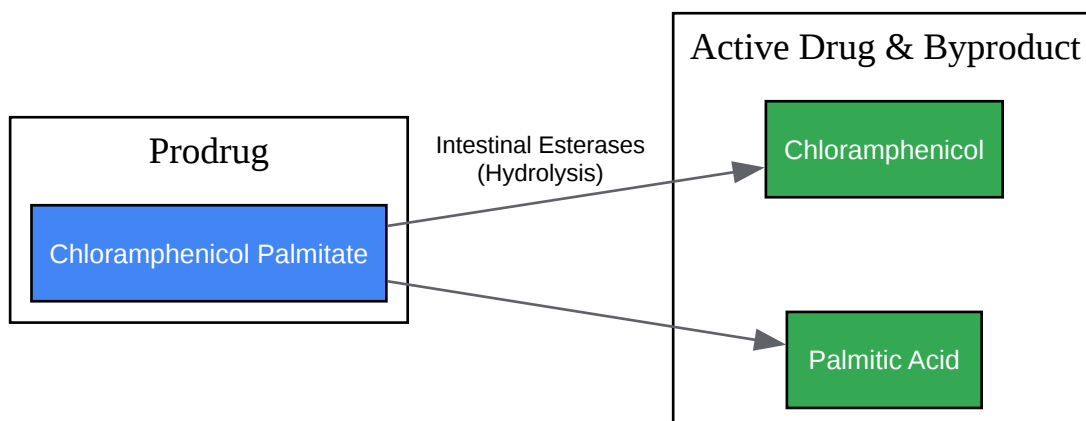 Prodrug
Chloramphenicol Palmitate
Intestinal Esterases
(Hydrolysis)
Active Drug & Byproduct
Chloramphenicol
Palmitic Acid